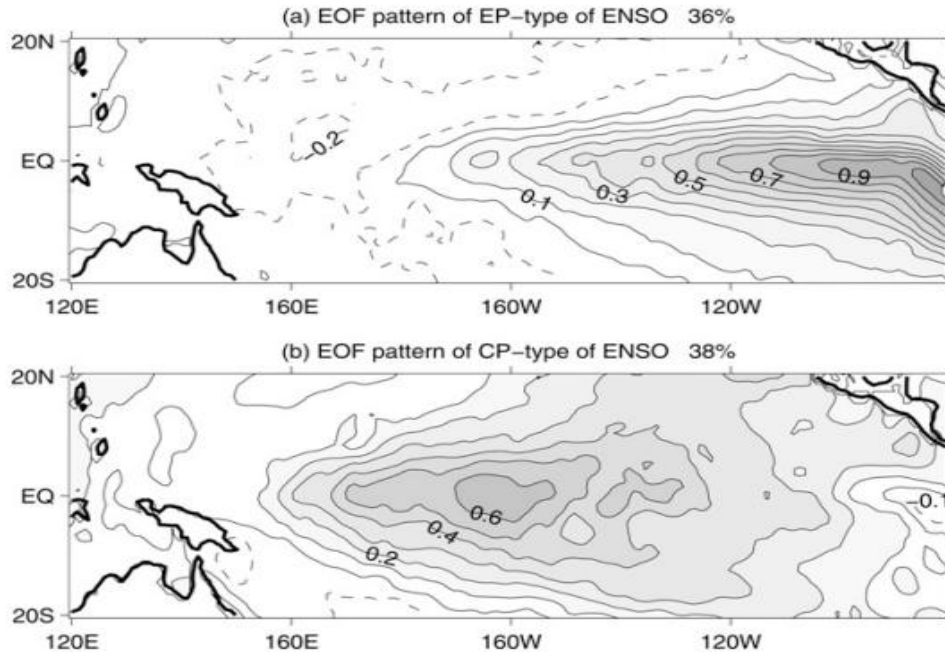 (a) EOF pattern of EP−type of ENSO 36%
20N
EQ
20S
−0.2
0.1
0.3
0.5
0.7
0.9
120E 160E 160W 120W
(b) EOF pattern of CP−type of ENSO 38%
20N
EQ
20S
0.2
0.4
0.6
−0.1
120E 160E 160W 120W